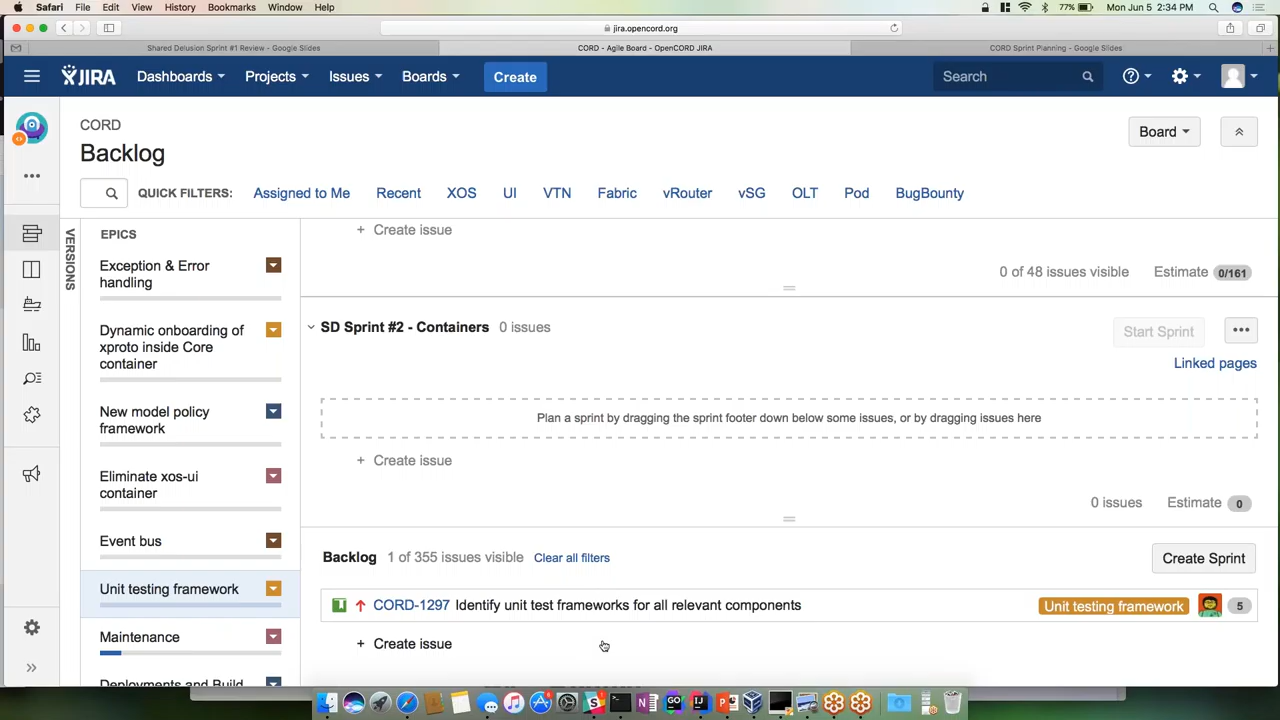 Safari File Edit View History Bookmarks Window Help
77% Mon Jun 5 2:34 PM
jira.opencord.org
Shared Delusion Sprint #1 Review - Google Slides
CORD - Agile Board - OpenCORD JIRA
CORD Sprint Planning - Google Slides
JIRA Dashboards Projects Issues Boards Create Search
CORD
Backlog
Board
QUICK FILTERS: Assigned to Me Recent XOS UI VTN Fabric vRouter vSG OLT Pod BugBounty
VERSIONS
EPICS
Exception & Error
handling
Dynamic onboarding of
xproto inside Core
container
New model policy
framework
Eliminate xos-ui
container
Event bus
Unit testing framework
Maintenance
Deployments and Build
+ Create issue
0 of 48 issues visible Estimate 0/161
SD Sprint #2 - Containers 0 issues
Start Sprint
Linked pages
Plan a sprint by dragging the sprint footer down below some issues, or by dragging issues here
+ Create issue
0 issues Estimate 0
Backlog 1 of 355 issues visible Clear all filters
Create Sprint
CORD-1297 Identify unit test frameworks for all relevant components Unit testing framework 5
+ Create issue